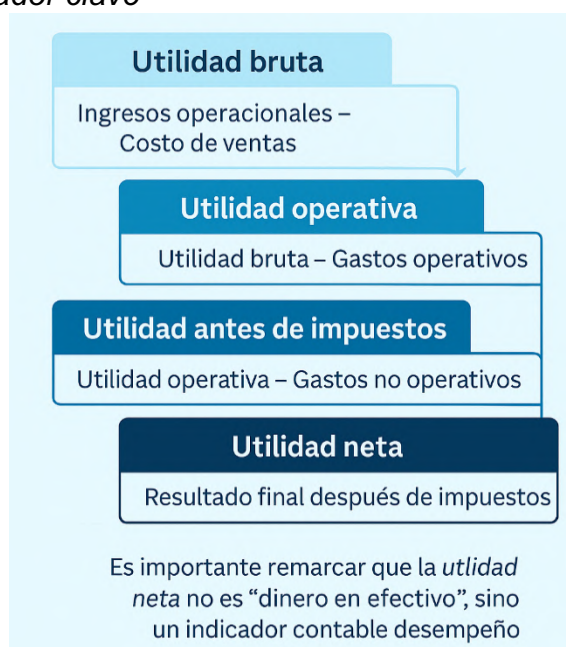 ador clave
Utilidad bruta
Ingresos operacionales –
Costo de ventas
Utilidad operativa
Utilidad bruta – Gastos operativos
Utilidad antes de impuestos
Utilidad operativa – Gastos no operativos
Utilidad neta
Resultado final después de impuestos
Es importante remarcar que la utlidad
neta no es “dinero en efectivo”, sino
un indicador contable desempeño